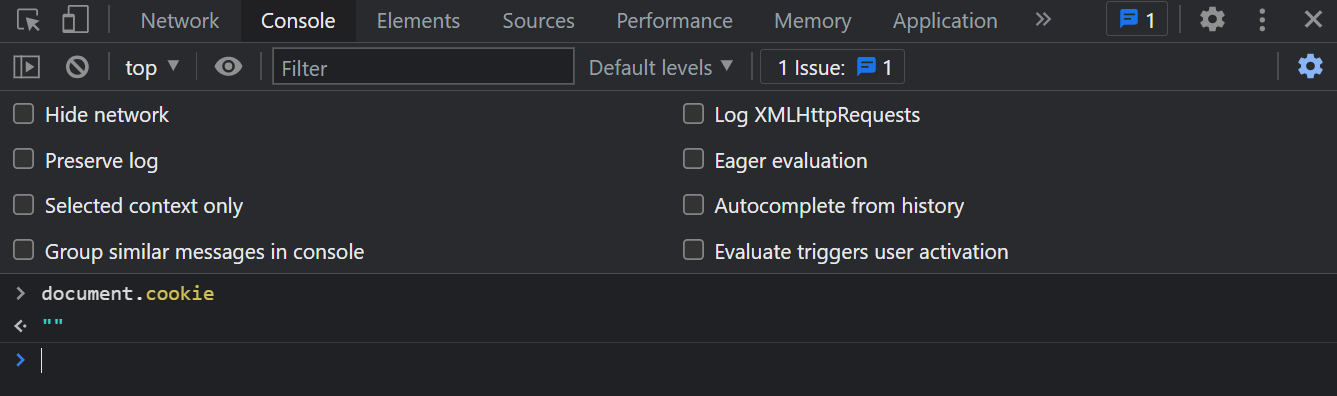 Network Console Elements Sources Performance Memory Application 1
top Filter Default levels 1 Issue: 1
Hide network Log XMLHttpRequests
Preserve log Eager evaluation
Selected context only Autocomplete from history
Group similar messages in console Evaluate triggers user activation
document.cookie
""